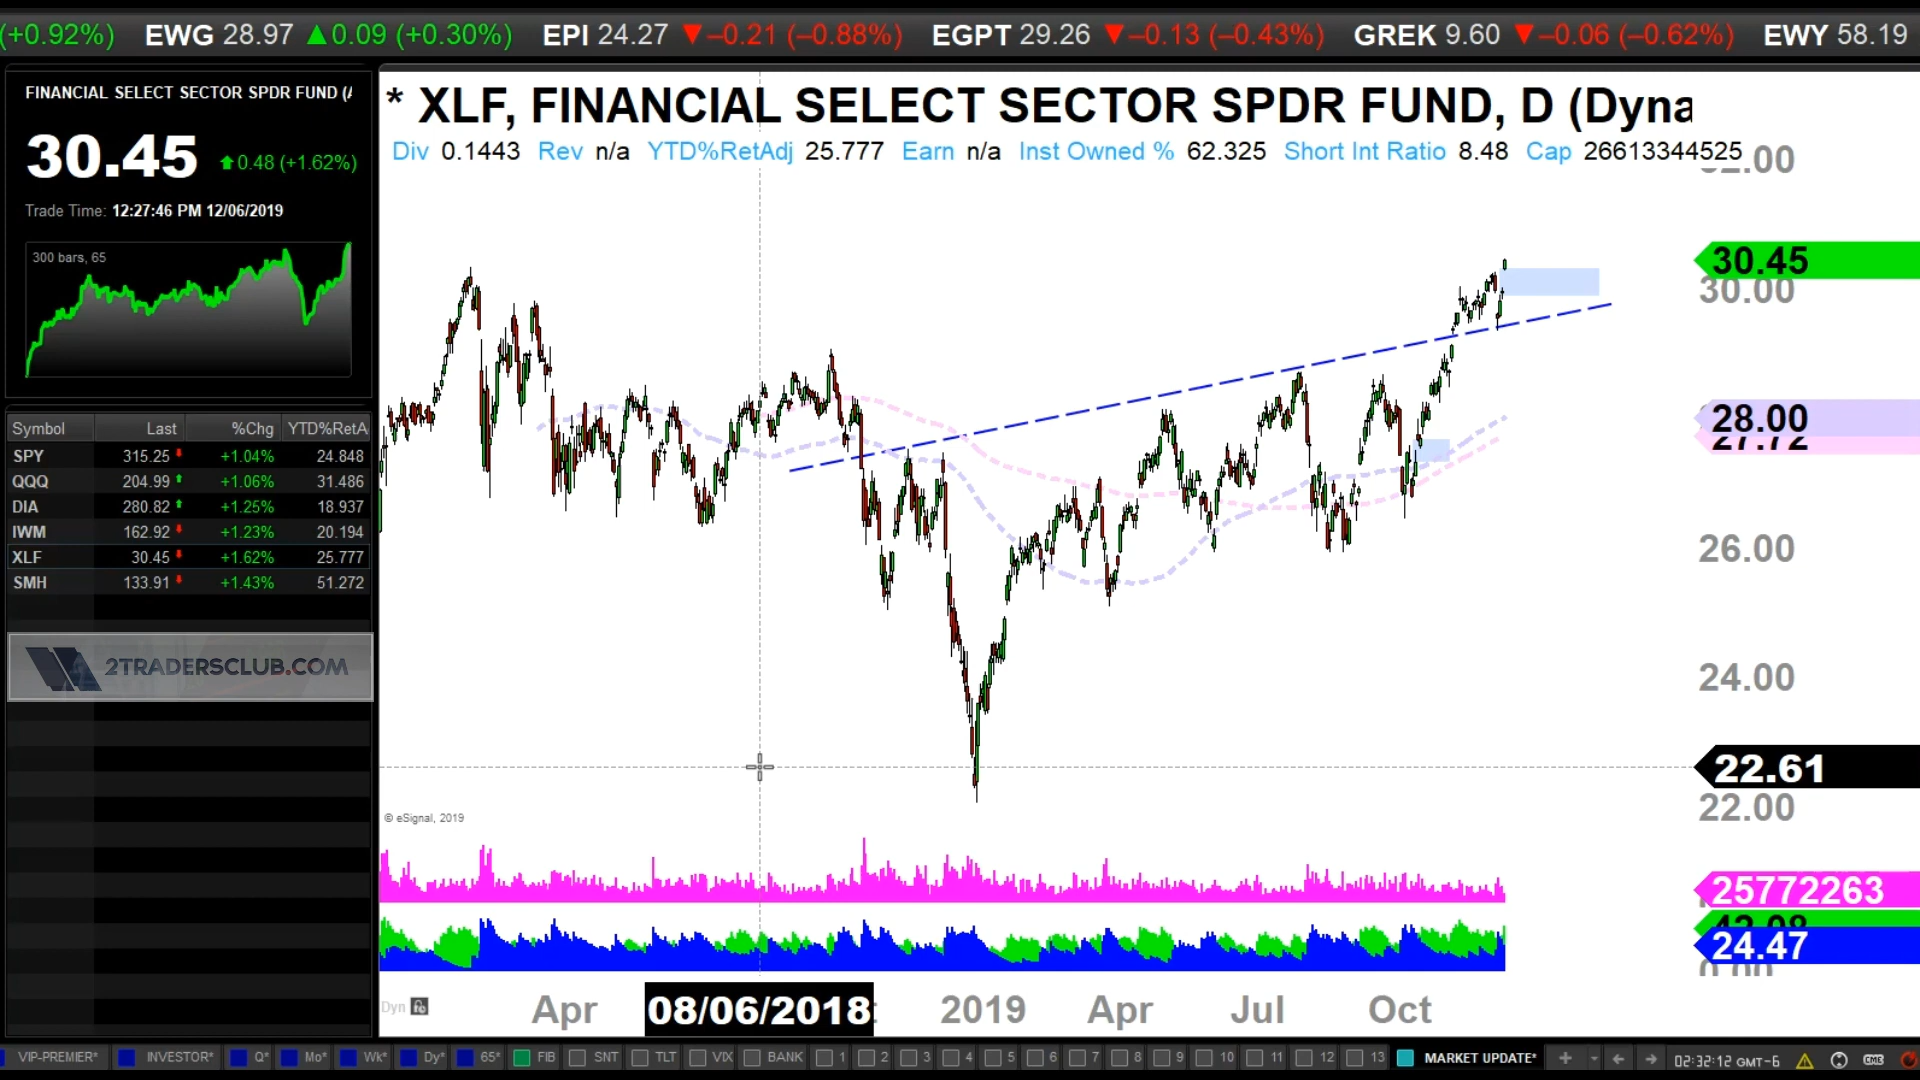 (+0.92%) EWG 28.97 ▲0.09 (+0.30%) EPI 24.27 ▼−0.21 (−0.88%) EGPT 29.26 ▼−0.13 (−0.43%) GREK 9.60 ▼−0.06 (−0.62%) EWY 58.19
FINANCIAL SELECT SECTOR SPDR FUND (A
30.45 0.48 (+1.62%)
Trade Time: 12:27:46 PM 12/06/2019
300 bars, 65
Symbol Last %Chg YTD%RetA
SPY 315.25 +1.04% 24.848
QQQ 204.99 +1.06% 31.486
DIA 280.82 +1.25% 18.937
IWM 162.92 +1.23% 20.194
XLF 30.45 +1.62% 25.777
SMH 133.91 +1.43% 51.272
2TRADERSCLUB.COM
* XLF, FINANCIAL SELECT SECTOR SPDR FUND, D (Dyna
Div 0.1443 Rev n/a YTD%RetAdj 25.777 Earn n/a Inst Owned % 62.325 Short Int Ratio 8.48 Cap 26613344525
32.00
30.45
30.00
28.00
27.72
26.00
24.00
22.61
22.00
© eSignal, 2019
25772263
24.47
Dyn
Apr 08/06/2018 2019 Apr Jul Oct
VIP-PREMIER* INVESTOR* Q* Mo* Wk* Dy* 65* FIB SNT TLT VIX BANK 1 2 3 4 5 6 7 8 9 10 11 12 13 MARKET UPDATE* 02:32:12 GMT-6 CME